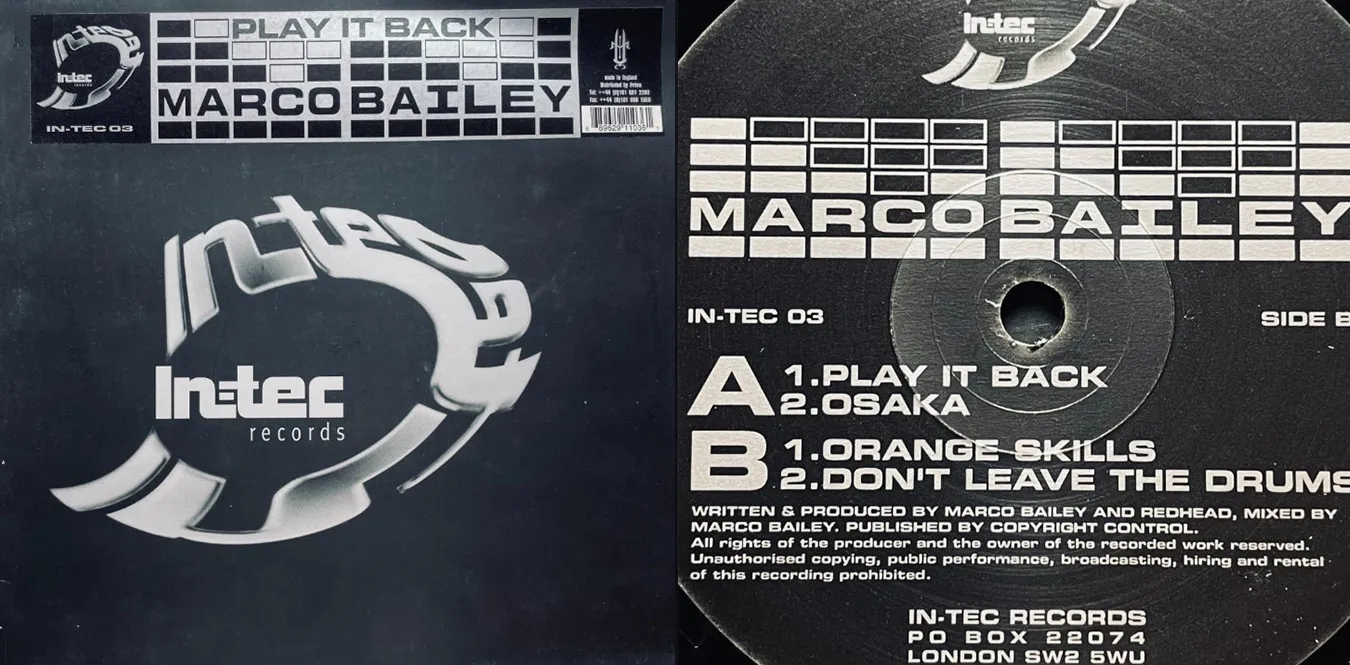 PLAY IT BACK
MARCO BAILEY
In-tec
records
IN-TEC 03
made in England
Distributed by Prime
In-tec
records
In-tec
records
MARCO BAILEY
IN-TEC 03
SIDE B
A
1.PLAY IT BACK
2.OSAKA
B
1.ORANGE SKILLS
2.DON'T LEAVE THE DRUMS
WRITTEN & PRODUCED BY MARCO BAILEY AND REDHEAD, MIXED BY
MARCO BAILEY. PUBLISHED BY COPYRIGHT CONTROL.
All rights of the producer and the owner of the recorded work reserved.
Unauthorised copying, public performance, broadcasting, hiring and rental
of this recording prohibited.
IN-TEC RECORDS
PO BOX 22074
LONDON SW2 5WU